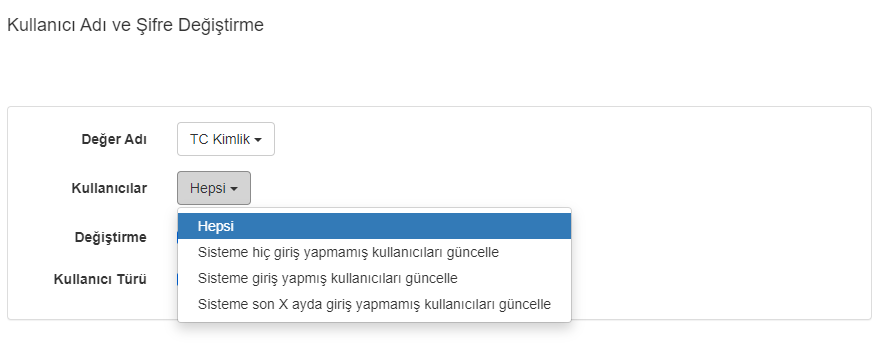 Kullanıcı Adı ve Şifre Değiştirme
Değer Adı TC Kimlik
Kullanıcılar Hepsi
Hepsi
Değiştirme
Sisteme hiç giriş yapmamış kullanıcıları güncelle
Sisteme giriş yapmış kullanıcıları güncelle
Kullanıcı Türü
Sisteme son X ayda giriş yapmamış kullanıcıları güncelle